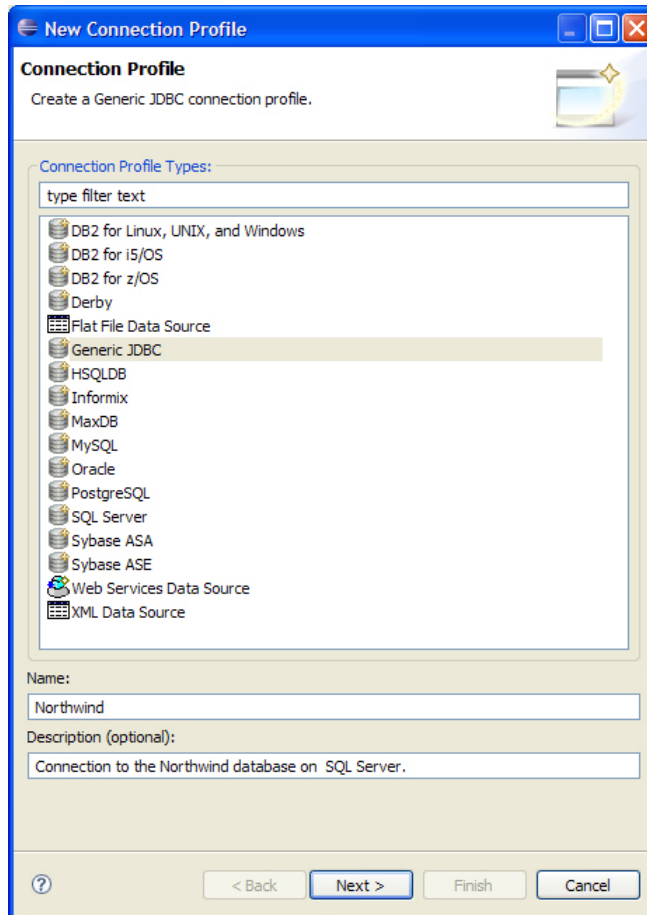 New Connection Profile
Connection Profile
Create a Generic JDBC connection profile.
Connection Profile Types:
type filter text
DB2 for Linux, UNIX, and Windows
DB2 for i5/OS
DB2 for z/OS
Derby
Flat File Data Source
Generic JDBC
HSQLDB
Informix
MaxDB
MySQL
Oracle
PostgreSQL
SQL Server
Sybase ASA
Sybase ASE
Web Services Data Source
XML Data Source
Name:
Northwind
Description (optional):
Connection to the Northwind database on  SQL Server.
? < Back Next > Finish Cancel